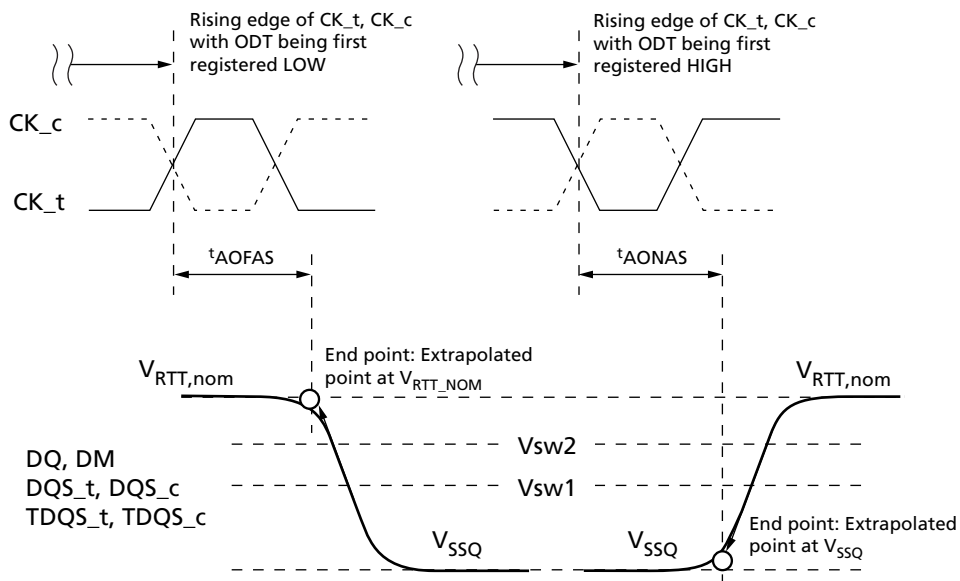 Rising edge of CK_t, CK_c
with ODT being first
registered LOW
Rising edge of CK_t, CK_c
with ODT being first
registered HIGH
CK_c
CK_t
tAOFAS
tAONAS
End point: Extrapolated
point at VRTT_NOM
VRTT,nom
VRTT,nom
Vsw2
Vsw1
DQ, DM
DQS_t, DQS_c
TDQS_t, TDQS_c
VSSQ
VSSQ
End point: Extrapolated
point at VSSQ